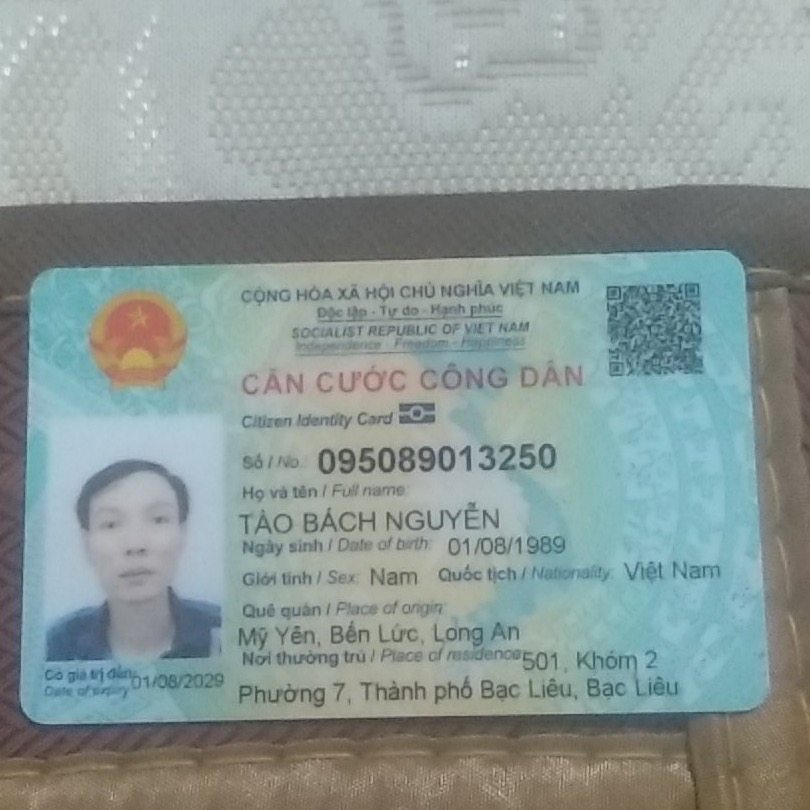 CỘNG HÒA XÃ HỘI CHỦ NGHĨA VIỆT NAM
Độc lập - Tự do - Hạnh phúc
SOCIALIST REPUBLIC OF VIET NAM
Independence - Freedom - Happiness
CĂN CƯỚC CÔNG DÂN
Citizen Identity Card
Số / No.: 095089013250
Họ và tên / Full name:
TÀO BÁCH NGUYỄN
Ngày sinh / Date of birth: 01/08/1989
Giới tính / Sex: Nam Quốc tịch / Nationality: Việt Nam
Quê quán / Place of origin:
Mỹ Yên, Bến Lức, Long An
Nơi thường trú / Place of residence: 501, Khóm 2
Phường 7, Thành phố Bạc Liêu, Bạc Liêu
Có giá trị đến: 01/08/2029
Date of expiry